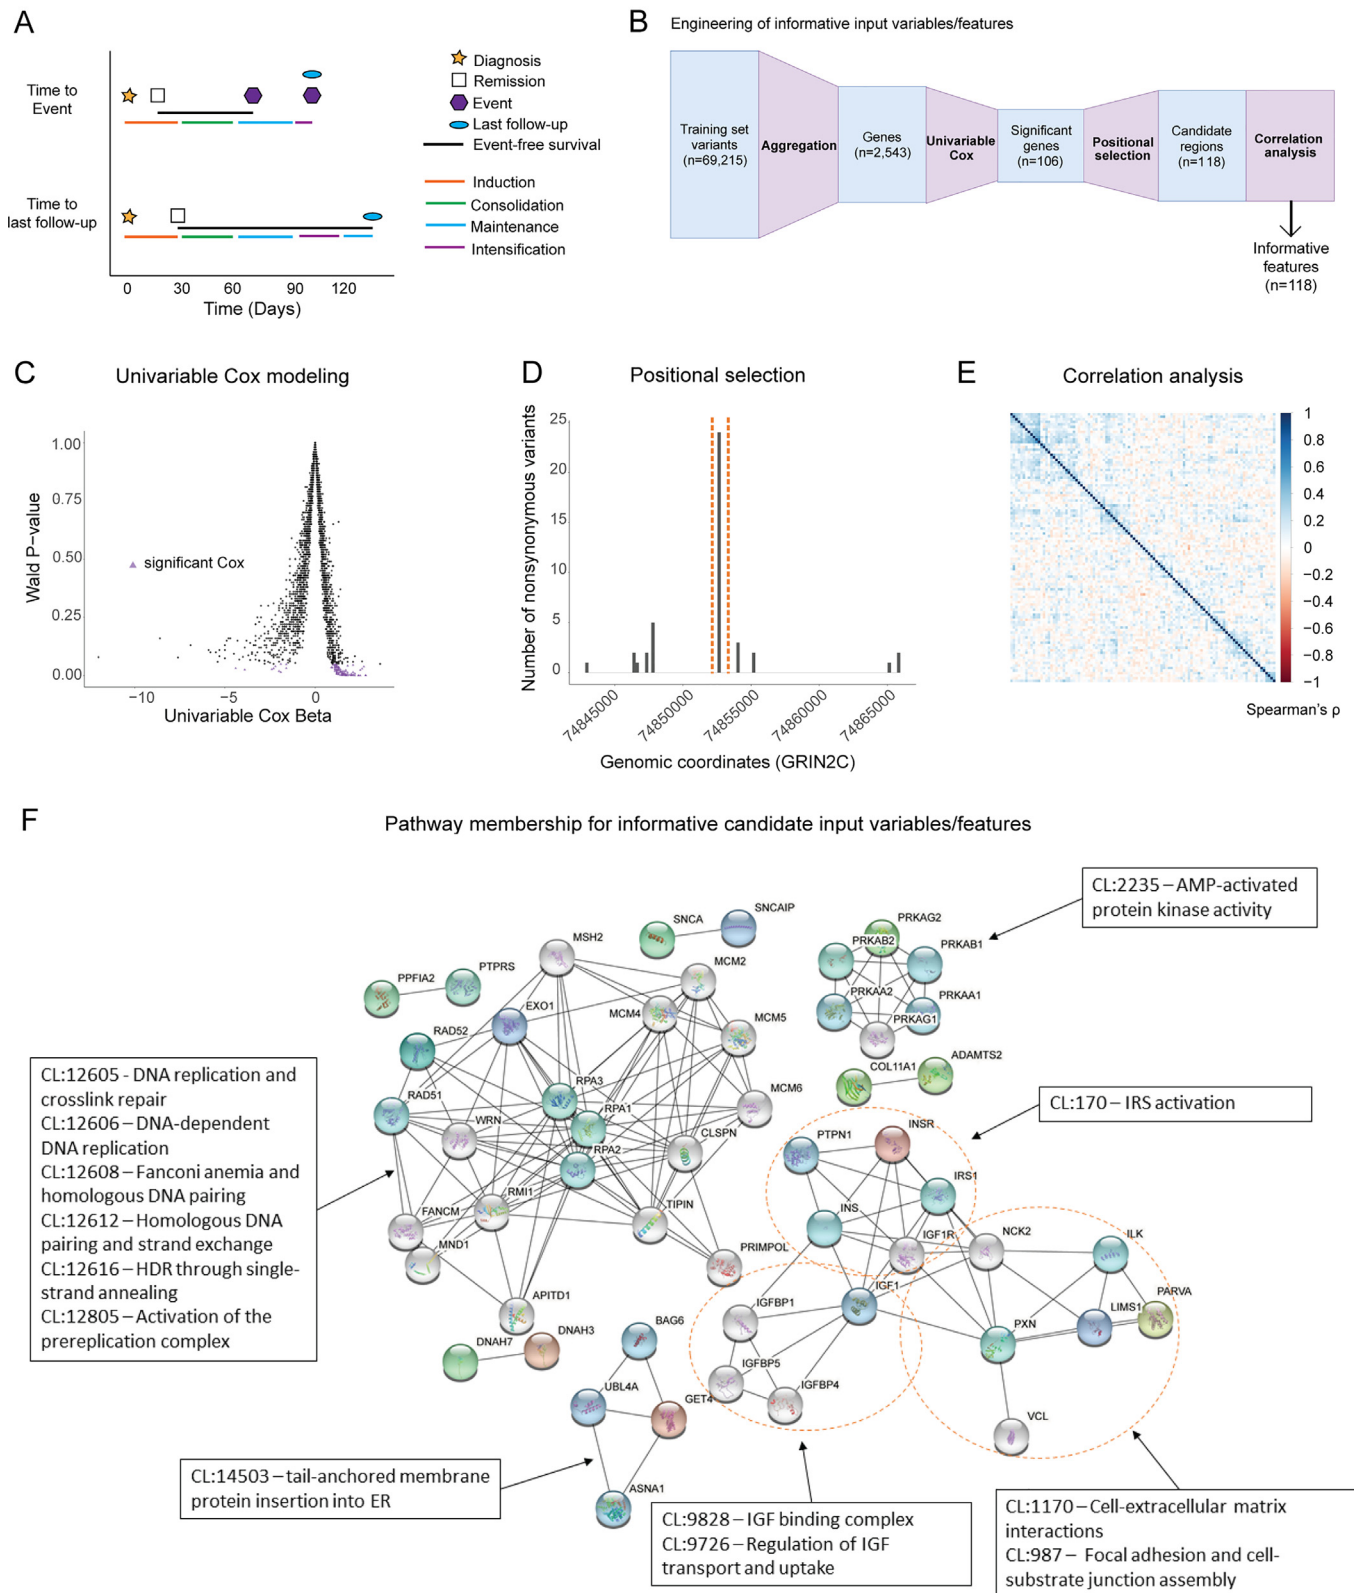 A
Time to
Event
Time to
last follow-up
0
30
60
90
120
Time (Days)
Diagnosis
Remission
Event
Last follow-up
Event-free survival
Induction
Consolidation
Maintenance
Intensification
B
Engineering of informative input variables/features
Training set
variants
(n=69,215)
Aggregation
Genes
(n=2,543)
Univariable
Cox
Significant
genes
(n=106)
Positional
selection
Candidate
regions
(n=118)
Correlation
analysis
Informative
features
(n=118)
C
Univariable Cox modeling
Wald P-value
1.00
0.75
0.50
0.25
0.00
significant Cox
−10
−5
0
Univariable Cox Beta
D
Positional selection
Number of nonsynonymous variants
25
20
15
10
5
0
74845000
74850000
74855000
74860000
74865000
Genomic coordinates (GRIN2C)
E
Correlation analysis
1
0.8
0.6
0.4
0.2
0
−0.2
−0.4
−0.6
−0.8
−1
Spearman's ρ
F
Pathway membership for informative candidate input variables/features
CL:2235 – AMP-activated
protein kinase activity
SNCA
SNCAIP
PRKAG2
PRKAB2
PRKAB1
PRKAA2
PRKAA1
PRKAG1
MSH2
MCM2
PPFIA2
PTPRS
EXO1
MCM4
MCM5
RAD52
COL11A1
ADAMTS2
CL:12605 - DNA replication and
crosslink repair
CL:12606 – DNA-dependent
DNA replication
CL:12608 – Fanconi anemia and
homologous DNA pairing
CL:12612 – Homologous DNA
pairing and strand exchange
CL:12616 – HDR through single-
strand annealing
CL:12805 – Activation of the
prereplication complex
RAD51
RPA3
MCM6
WRN
RPA1
CLSPN
RPA2
CL:170 – IRS activation
PTPN1
INSR
IRS1
FANCM
RMI1
TIPIN
INS
IGF1R
NCK2
ILK
MND1
PRIMPOL
APITD1
IGFBP1
IGF1
PXN
LIMS1
PARVA
DNAH7
DNAH3
BAG6
IGFBP5
IGFBP4
UBL4A
GET4
VCL
ASNA1
CL:14503 – tail-anchored membrane
protein insertion into ER
CL:9828 – IGF binding complex
CL:9726 – Regulation of IGF
transport and uptake
CL:1170 – Cell-extracellular matrix
interactions
CL:987 – Focal adhesion and cell-
substrate junction assembly